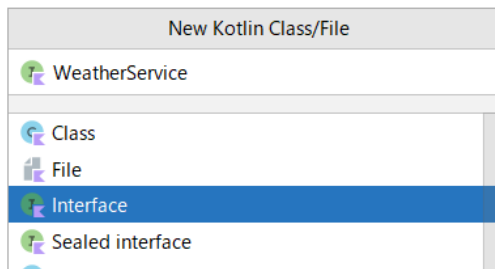 New Kotlin Class/File
WeatherService
Class
File
Interface
Sealed interface